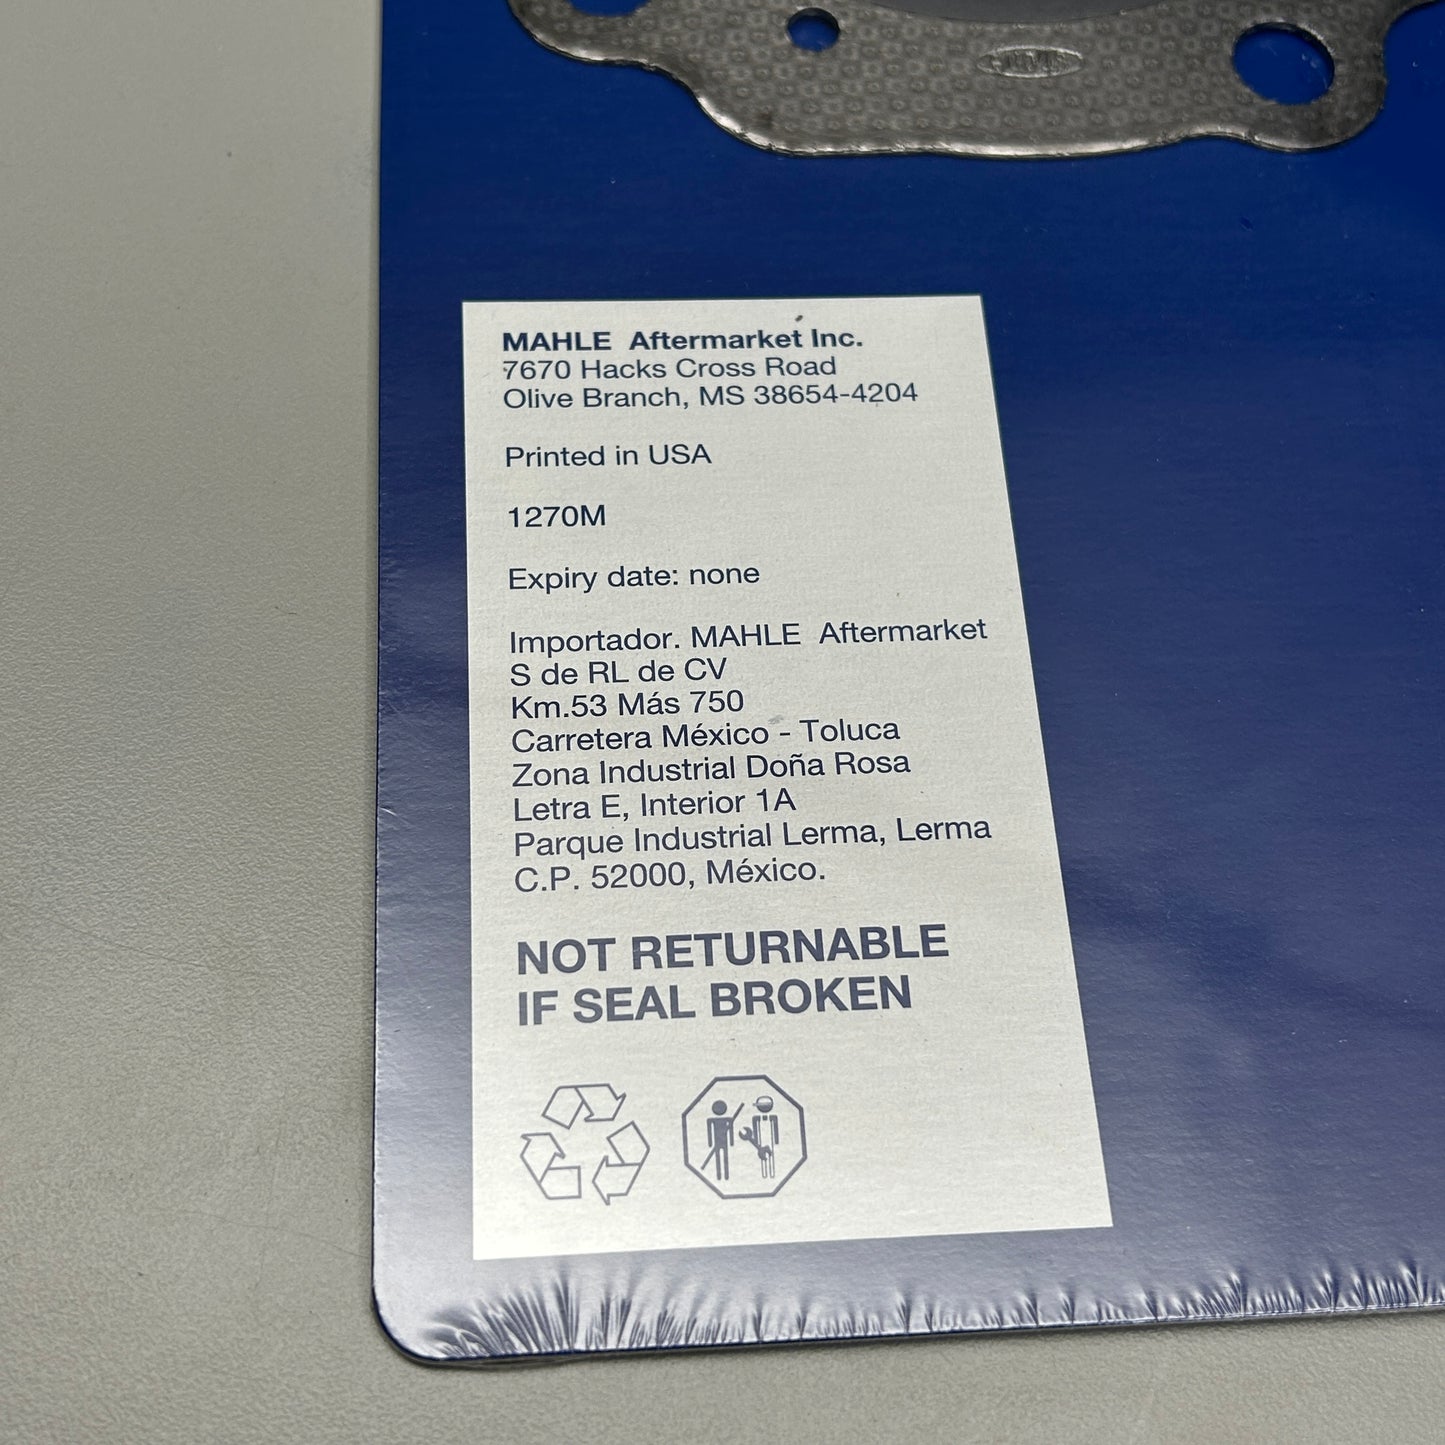 MAHLE Aftermarket Inc.
7670 Hacks Cross Road
Olive Branch, MS 38654-4204
Printed in USA
1270M
Expiry date: none
Importador. MAHLE Aftermarket
S de RL de CV
Km.53 Más 750
Carretera México - Toluca
Zona Industrial Doña Rosa
Letra E, Interior 1A
Parque Industrial Lerma, Lerma
C.P. 52000, México.
NOT RETURNABLE
IF SEAL BROKEN